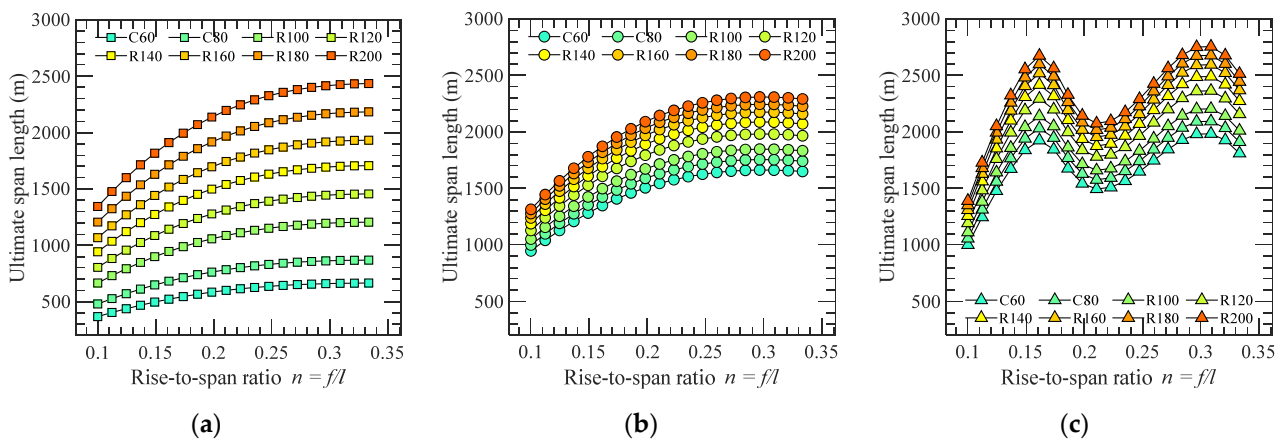 3000
2500
2000
1500
1000
500
Ultimate span length (m)
C60 C80 R100 R120
R140 R160 R180 R200
0.1 0.15 0.2 0.25 0.3 0.35
Rise-to-span ratio n = f/l
(a)
3000
2500
2000
1500
1000
500
Ultimate span length (m)
C60 C80 R100 R120
R140 R160 R180 R200
0.1 0.15 0.2 0.25 0.3 0.35
Rise-to-span ratio n = f/l
(b)
3000
2500
2000
1500
1000
500
Ultimate span length (m)
C60 C80 R100 R120
R140 R160 R180 R200
0.1 0.15 0.2 0.25 0.3 0.35
Rise-to-span ratio n = f/l
(c)